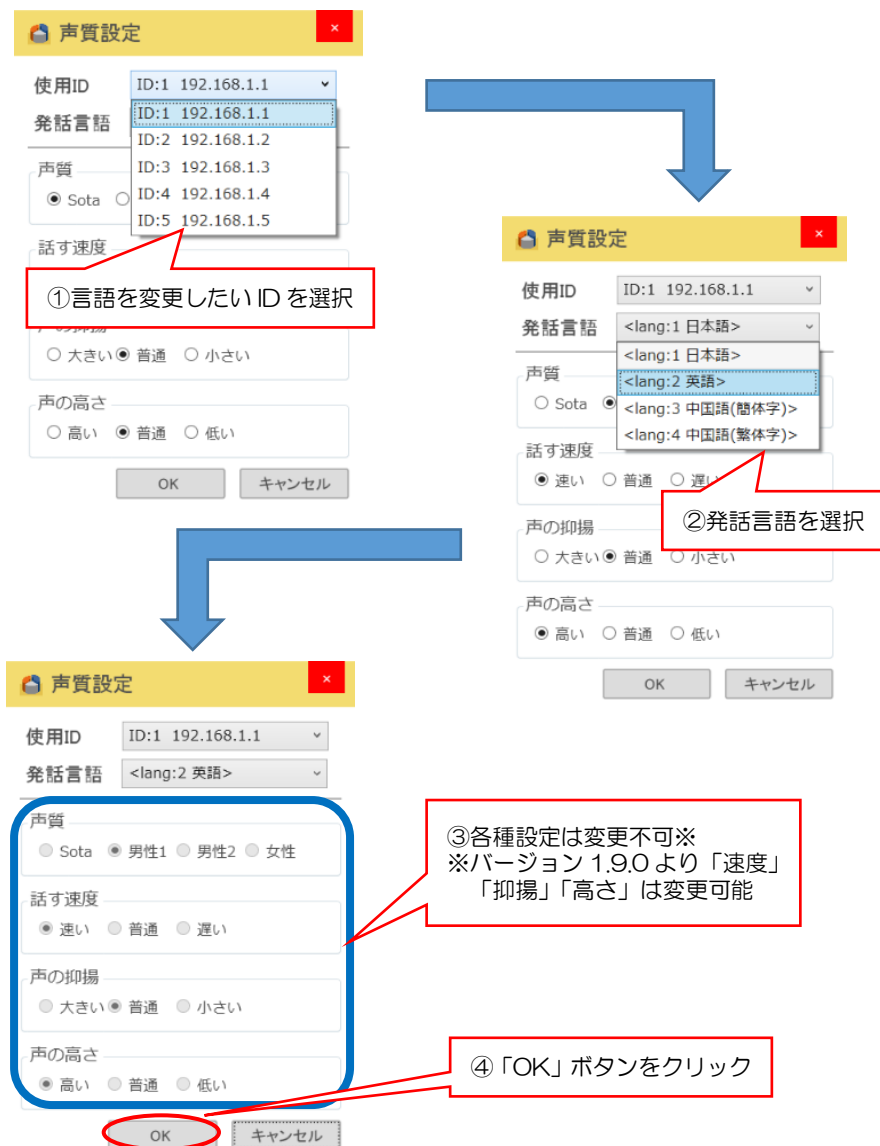 声質設定
×
使用ID ID:1 192.168.1.1
発話言語
ID:1 192.168.1.1
ID:2 192.168.1.2
ID:3 192.168.1.3
ID:4 192.168.1.4
ID:5 192.168.1.5
声質
Sota
話す速度
①言語を変更したい ID を選択
大きい 普通 小さい
声の高さ
高い 普通 低い
OK キャンセル
声質設定
×
使用ID ID:1 192.168.1.1
発話言語 <lang:1 日本語>
<lang:1 日本語>
<lang:2 英語>
<lang:3 中国語(簡体字)>
<lang:4 中国語(繁体字)>
声質
Sota
話す速度
速い 普通 遅い
②発話言語を選択
声の抑揚
大きい 普通 小さい
声の高さ
高い 普通 低い
OK キャンセル
声質設定
×
使用ID ID:1 192.168.1.1
発話言語 <lang:2 英語>
声質
Sota 男性1 男性2 女性
話す速度
速い 普通 遅い
声の抑揚
大きい 普通 小さい
声の高さ
高い 普通 低い
OK キャンセル
③各種設定は変更不可※
※バージョン 1.9.0 より「速度」
「抑揚」「高さ」は変更可能
④「OK」ボタンをクリック